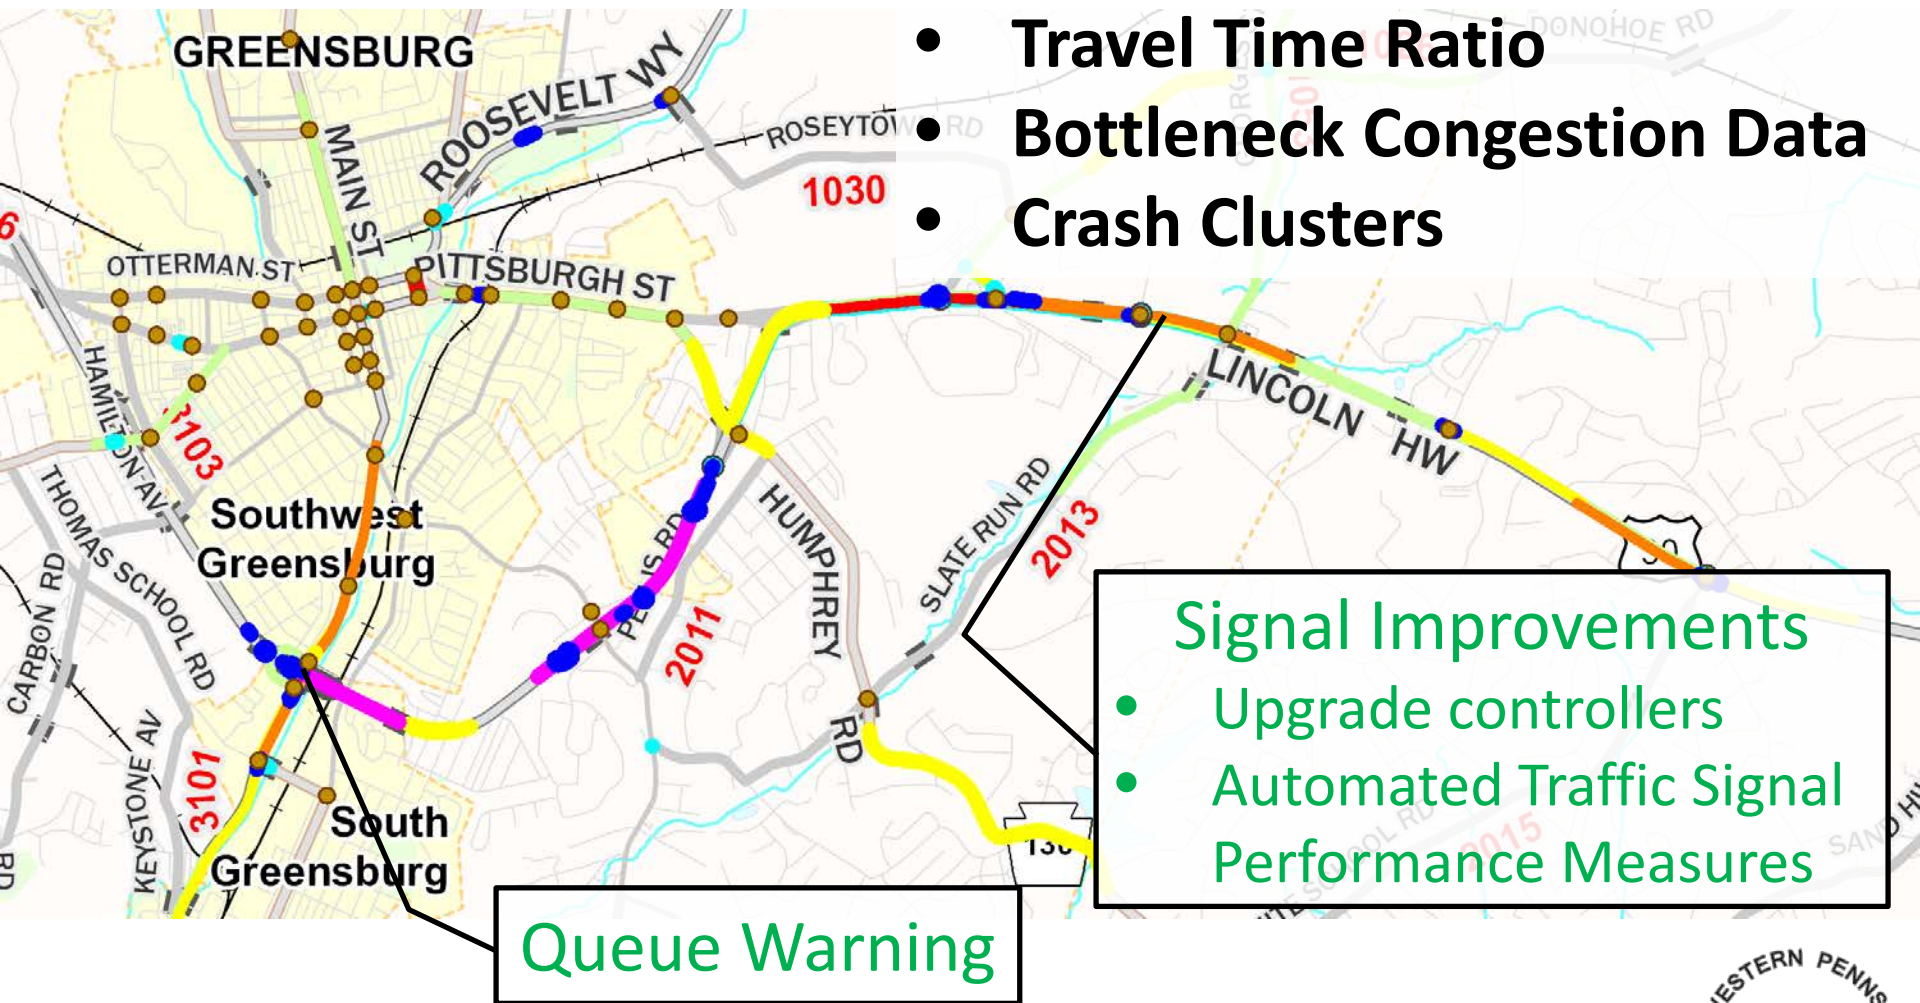 • Travel Time Ratio
• Bottleneck Congestion Data
• Crash Clusters
GREENSBURG
ROOSEVELT WY
DONOHOE RD
MAIN ST
1030
OTTERMAN ST
PITTSBURGH ST
6
HAMILTON AV
3103
LINCOLN HW
THOMAS SCHOOL RD
Southwest
Greensburg
CARBON RD
HUMPHREY
RD
SLATE RUN RD
2013
2011
KEYSTONE AV
3101
South
Greensburg
RD
130
Signal Improvements
• Upgrade controllers
• Automated Traffic Signal
Performance Measures
2015
Queue Warning